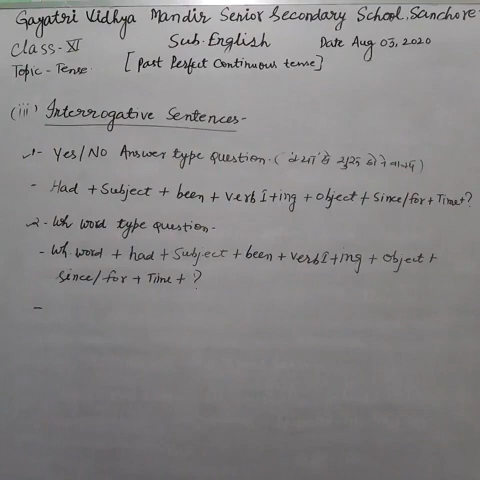 Gayatri Vidhya Mandir Senior Secondary School, Sanchore
Class - XI Sub. English Date Aug 03, 2020
Topic - Tense. [Past Perfect Continuous tense]
(iii) Interrogative Sentences -
1- Yes/No Answer type question. (
- Had + Subject + been + verb I + ing + object + Since/for + Time + ?
2- Wh word type question -
- Wh word + had + Subject + been + verb I + ing + object +
Since/for + Time + ?
-